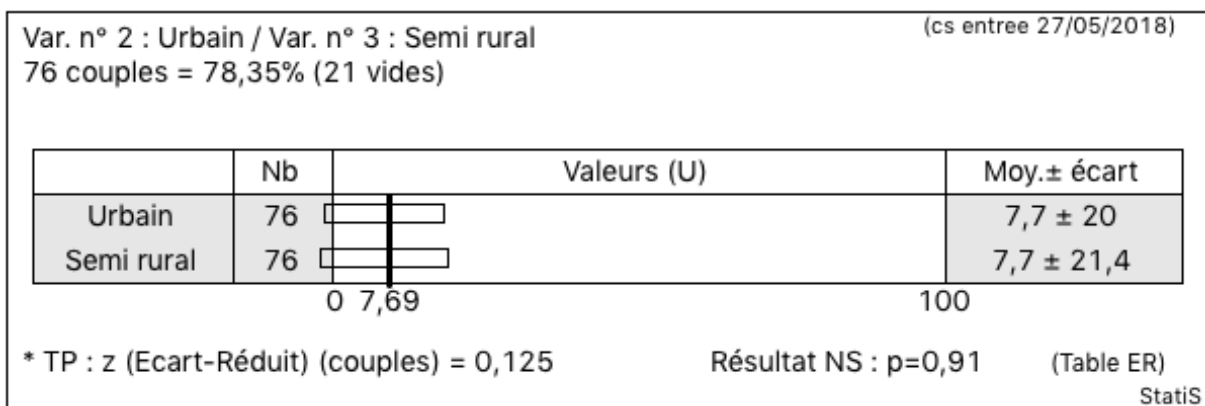 (cs entree 27/05/2018)
Var. n° 2 : Urbain / Var. n° 3 : Semi rural
76 couples = 78,35% (21 vides)
Nb Valeurs (U) Moy.± écart
Urbain 76 7,7 ± 20
Semi rural 76 7,7 ± 21,4
0 7,69 100
* TP : z (Ecart-Réduit) (couples) = 0,125 Résultat NS : p=0,91 (Table ER)
StatiS